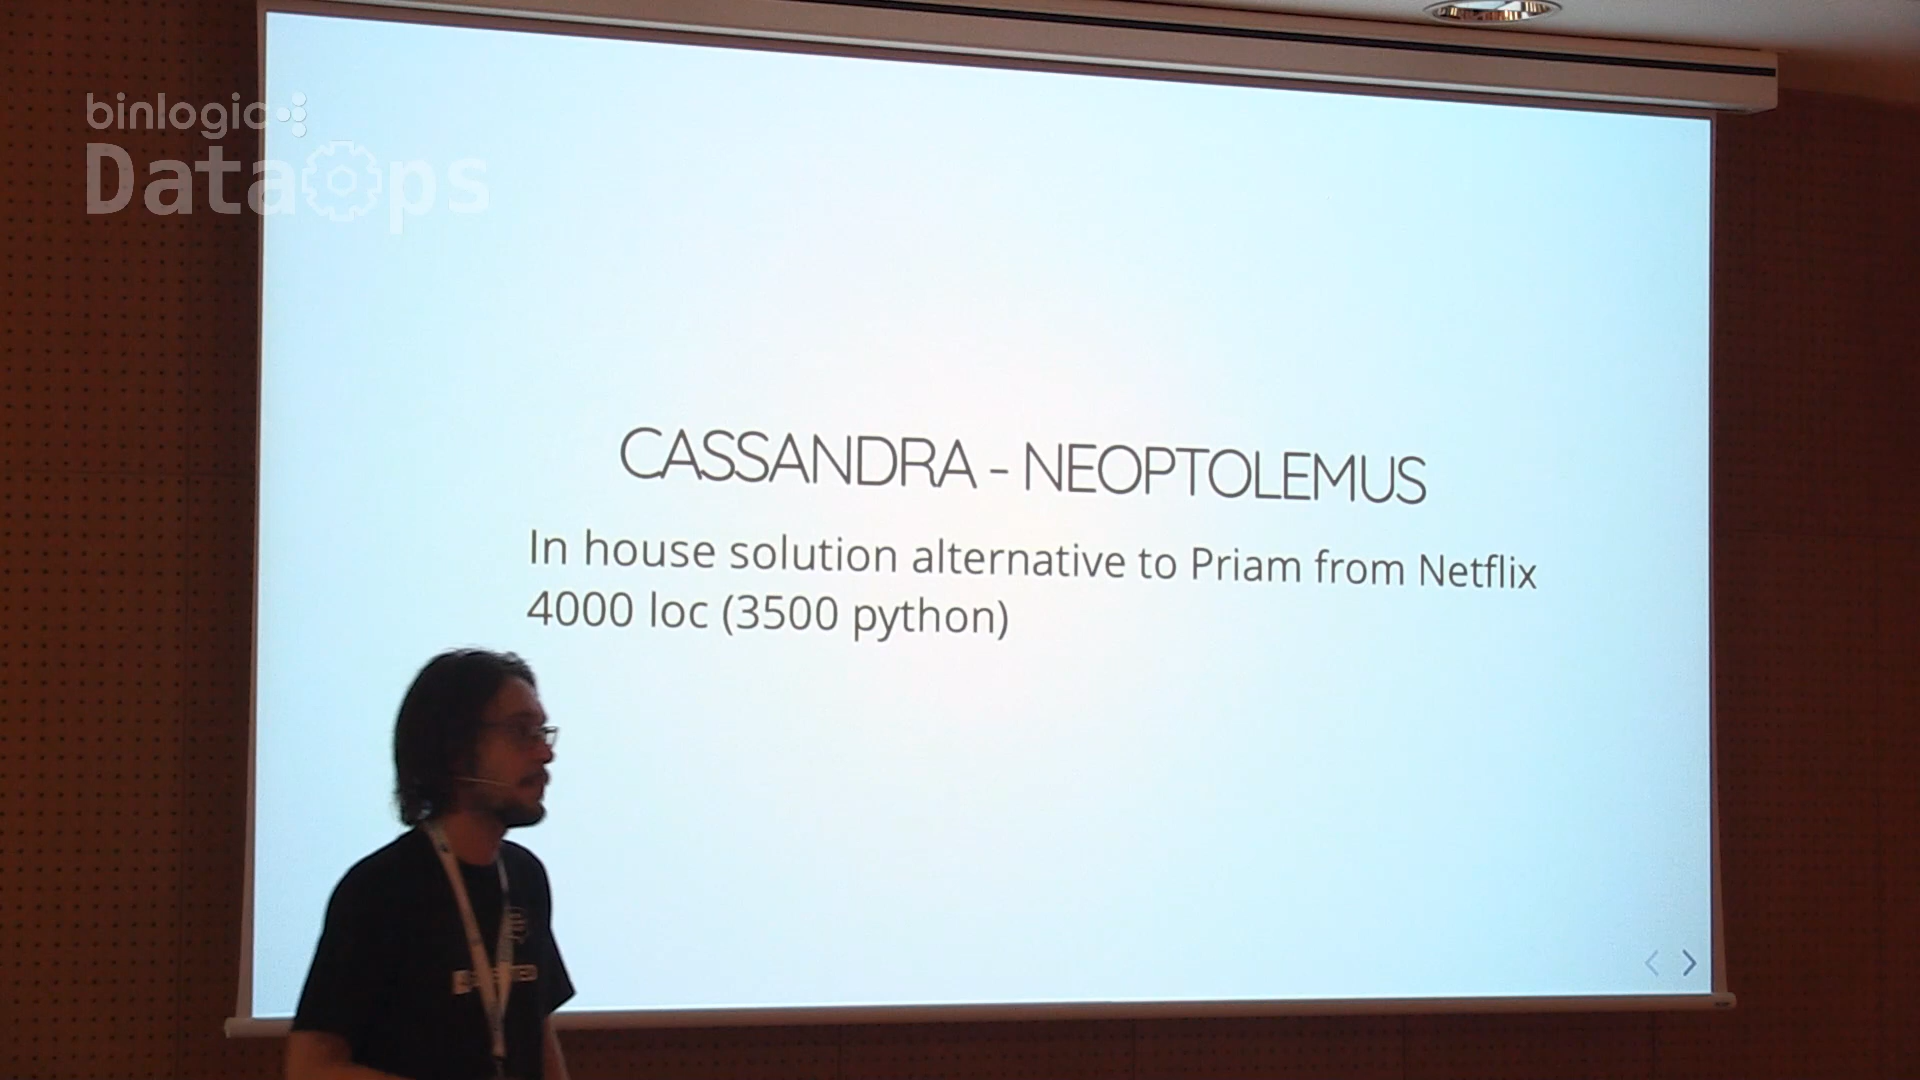 binlogic
DataOps
CASSANDRA - NEOPTOLEMUS
In house solution alternative to Priam from Netflix
4000 loc (3500 python)